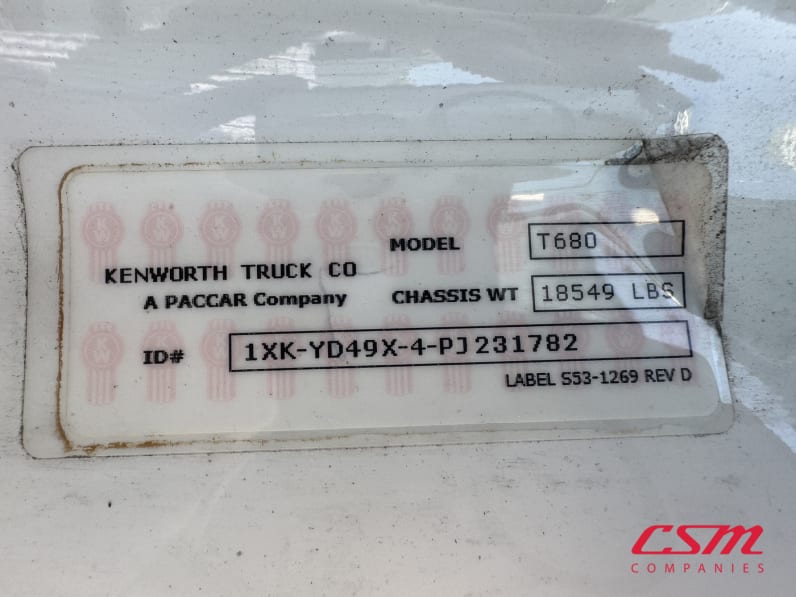 MODEL T680
KENWORTH TRUCK CO
A PACCAR Company CHASSIS WT 18549 LBS
ID# 1XK-YD49X-4-PJ231782
LABEL S53-1269 REV D
CSM
COMPANIES